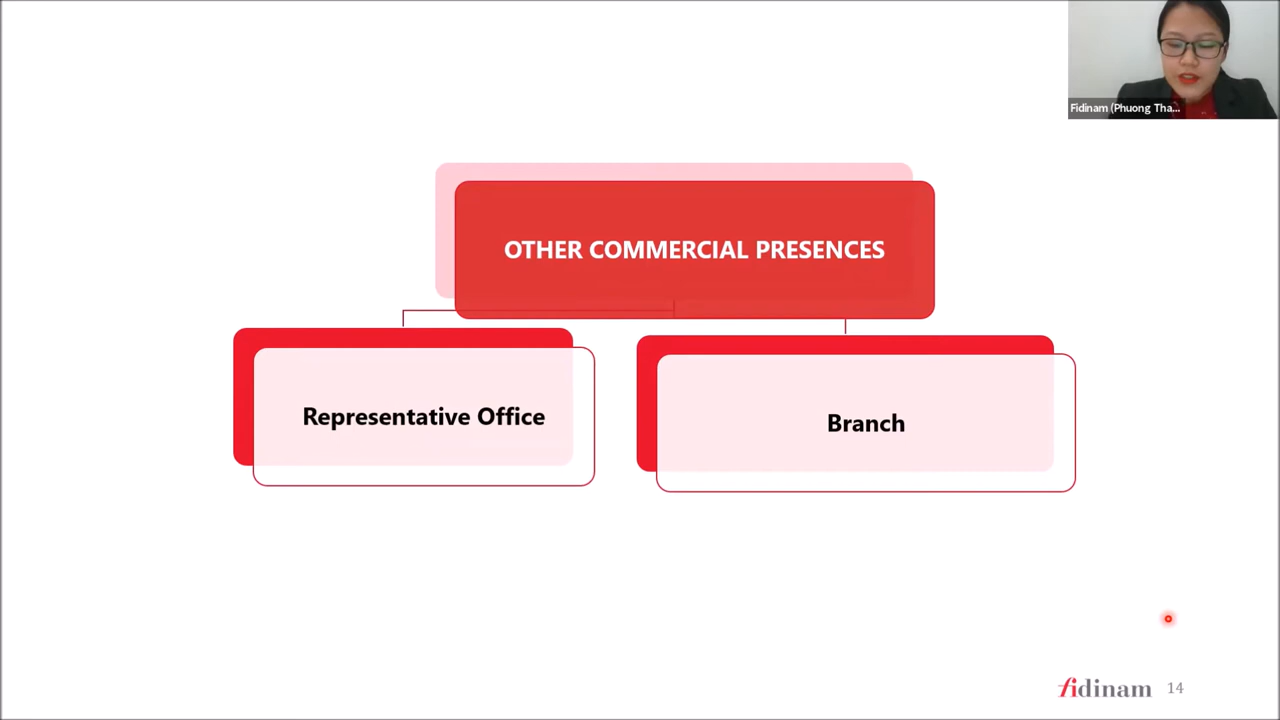 Fidinam (Phuong Tha...
OTHER COMMERCIAL PRESENCES
Representative Office
Branch
fidinam 14